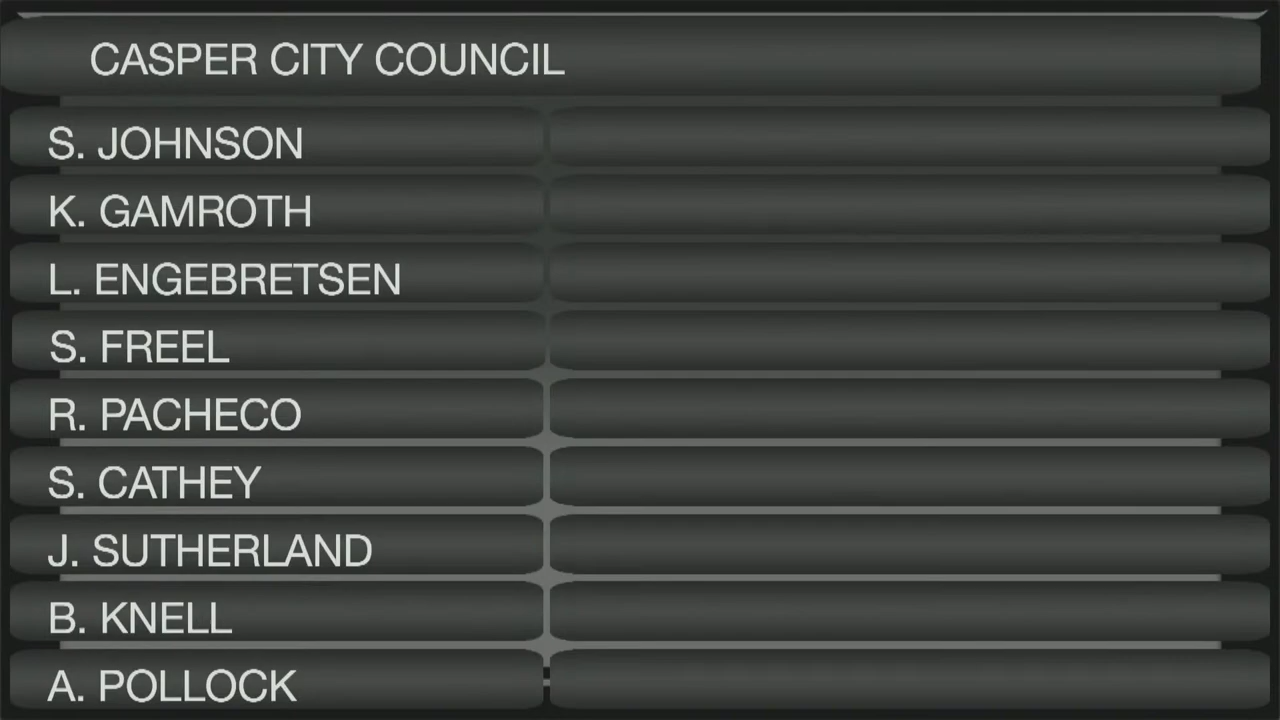 CASPER CITY COUNCIL
S. JOHNSON
K. GAMROTH
L. ENGEBRETSEN
S. FREEL
R. PACHECO
S. CATHEY
J. SUTHERLAND
B. KNELL
A. POLLOCK